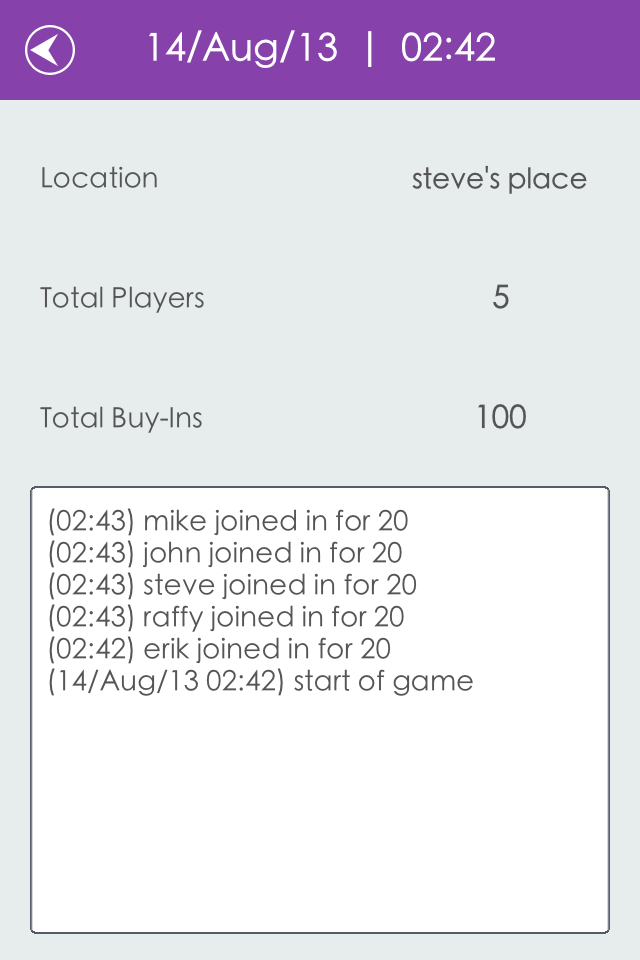 14/Aug/13 | 02:42
Location steve's place
Total Players 5
Total Buy-Ins 100
(02:43) mike joined in for 20
(02:43) john joined in for 20
(02:43) steve joined in for 20
(02:43) raffy joined in for 20
(02:42) erik joined in for 20
(14/Aug/13 02:42) start of game